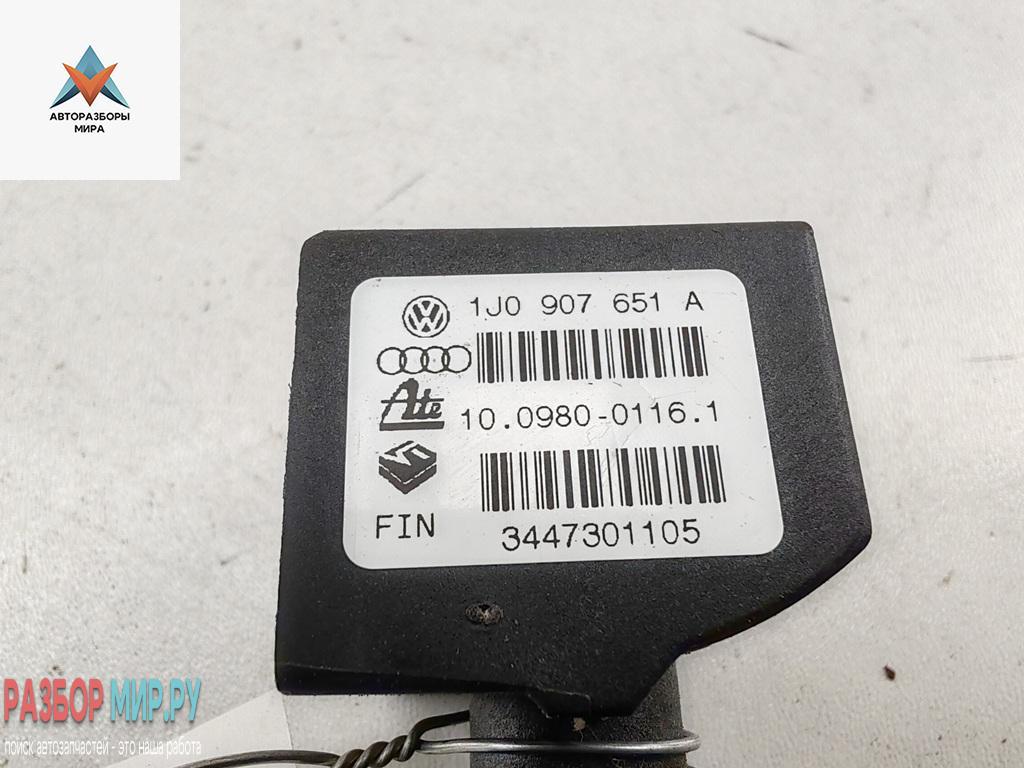 АВТОРАЗБОРЫ
МИРА
1J0 907 651 A
Ate
10.0980-0116.1
FIN
3447301105
РАЗБОР МИР.РУ
поиск автозапчастей - это наша работа